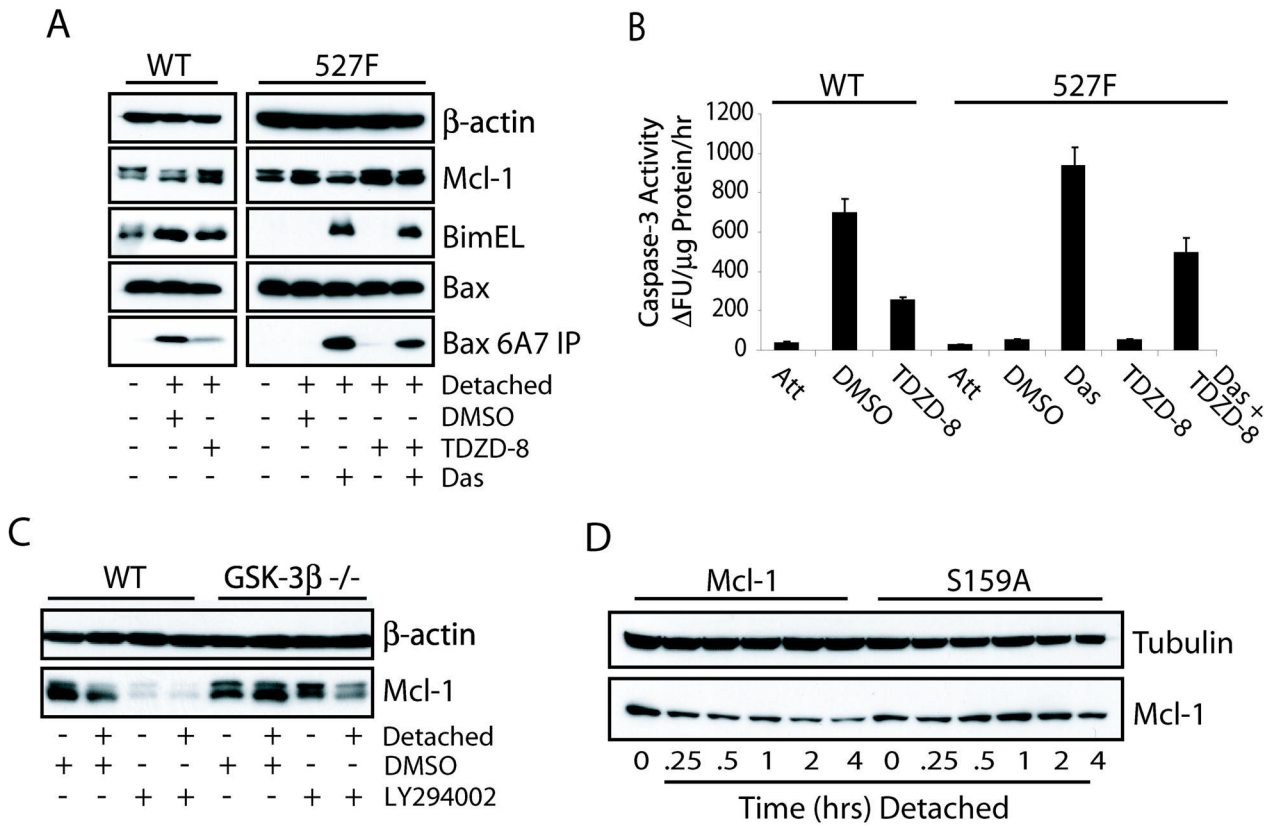 A
WT 527F
β-actin
Mcl-1
BimEL
Bax
Bax 6A7 IP
- + + - + + + + Detached
- + - - + - - - DMSO
- - + - - - + + TDZD-8
- - - - - + - + Das
B
WT 527F
Caspase-3 Activity
ΔFU/µg Protein/hr
1200
1000
800
600
400
200
0
Att DMSO TDZD-8 Att DMSO Das TDZD-8 Das + TDZD-8
C
WT GSK-3β -/-
β-actin
Mcl-1
- + - + - + - + Detached
+ + - - + + - - DMSO
- - + + - - + + LY294002
D
Mcl-1 S159A
Tubulin
Mcl-1
0 .25 .5 1 2 4 0 .25 .5 1 2 4
Time (hrs) Detached